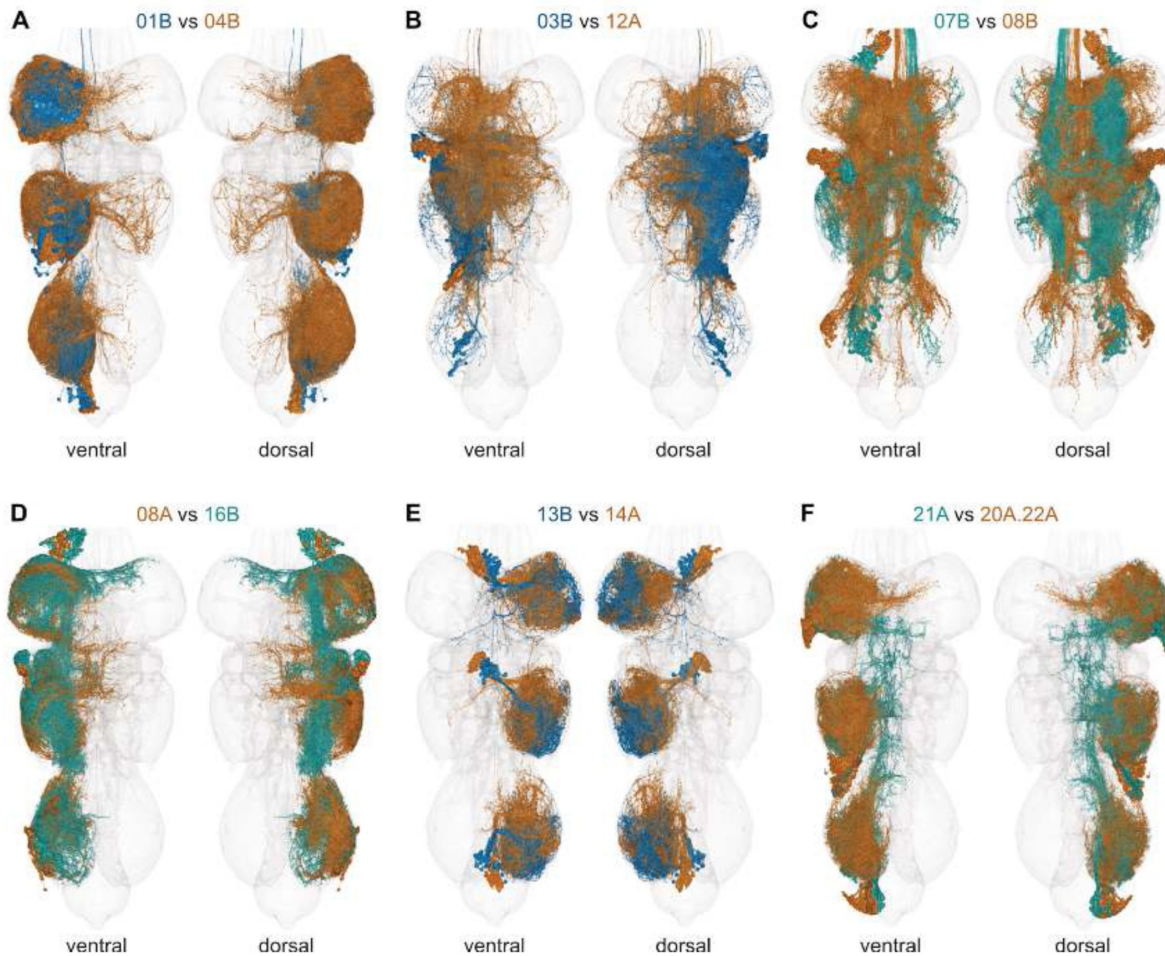 A 01B vs 04B
B 03B vs 12A
C 07B vs 08B
ventral dorsal
ventral dorsal
ventral dorsal
D 08A vs 16B
E 13B vs 14A
F 21A vs 20A.22A
ventral dorsal
ventral dorsal
ventral dorsal